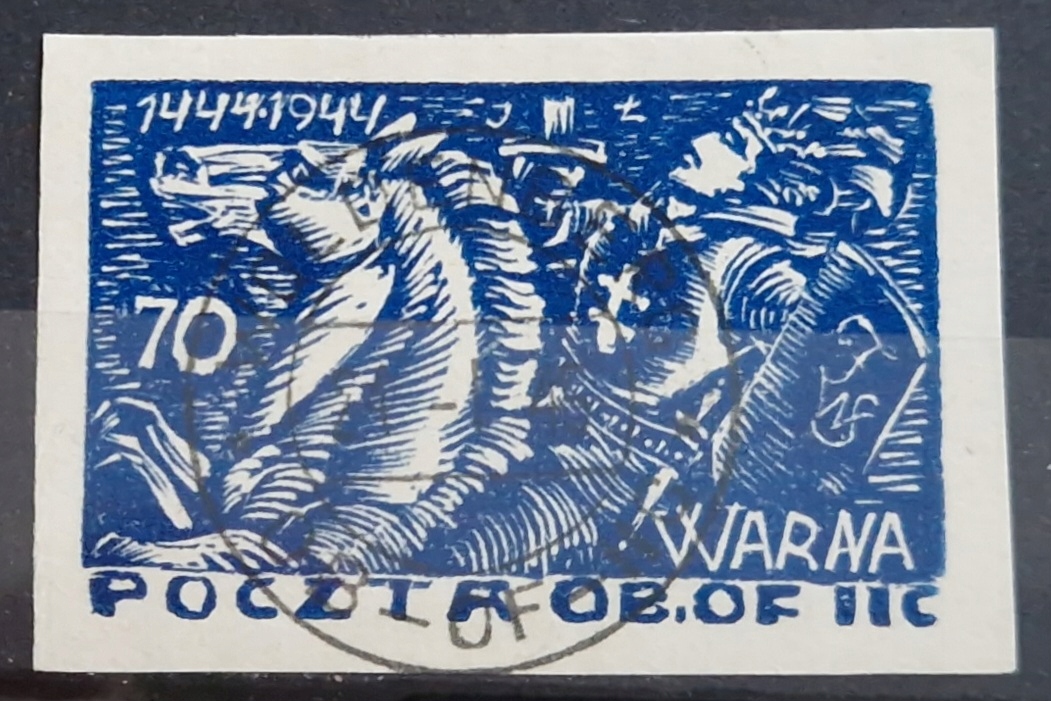 1444·1944
70
WARNA
POCZTA OB.OF IIC